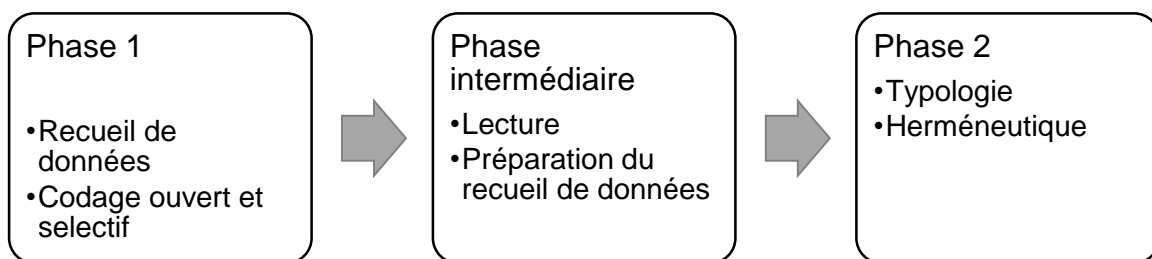 Phase 1
•Recueil de
données
•Codage ouvert et
selectif
Phase
intermédiaire
•Lecture
•Préparation du
recueil de données
Phase 2
•Typologie
•Herméneutique